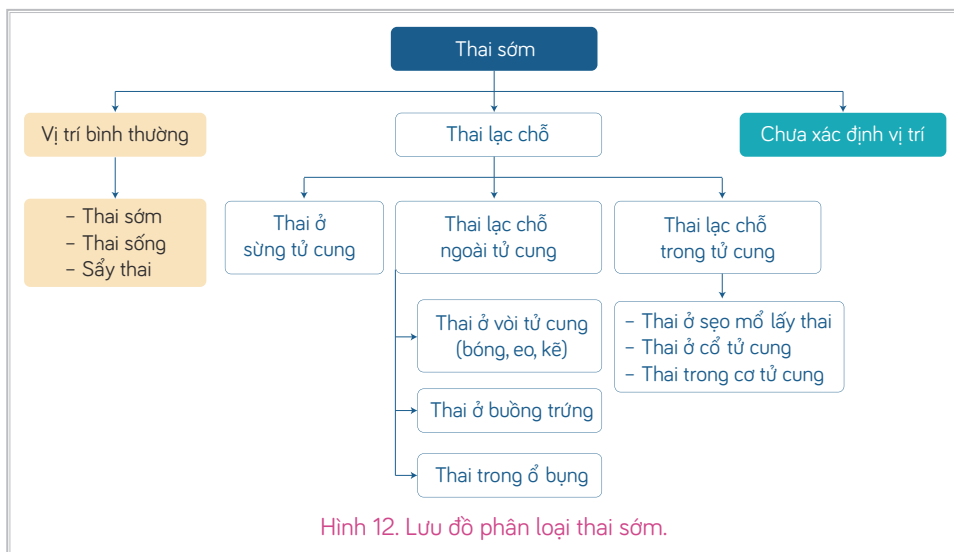 Thai sớm
Vị trí bình thường
Thai lạc chỗ
Chưa xác định vị trí
– Thai sớm
– Thai sống
– Sẩy thai
Thai ở
sừng tử cung
Thai lạc chỗ
ngoài tử cung
Thai lạc chỗ
trong tử cung
Thai ở vòi tử cung
(bóng, eo, kẽ)
Thai ở buồng trứng
Thai trong ổ bụng
– Thai ở sẹo mổ lấy thai
– Thai ở cổ tử cung
– Thai trong cơ tử cung
Hình 12. Lưu đồ phân loại thai sớm.